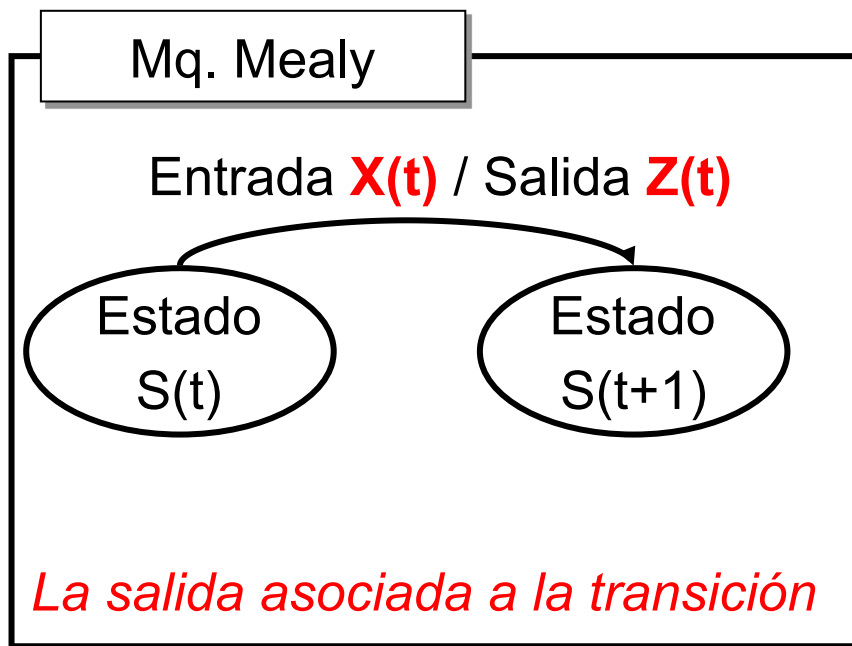 Mq. Mealy
Entrada X(t) / Salida Z(t)
Estado
S(t)
Estado
S(t+1)
La salida asociada a la transición